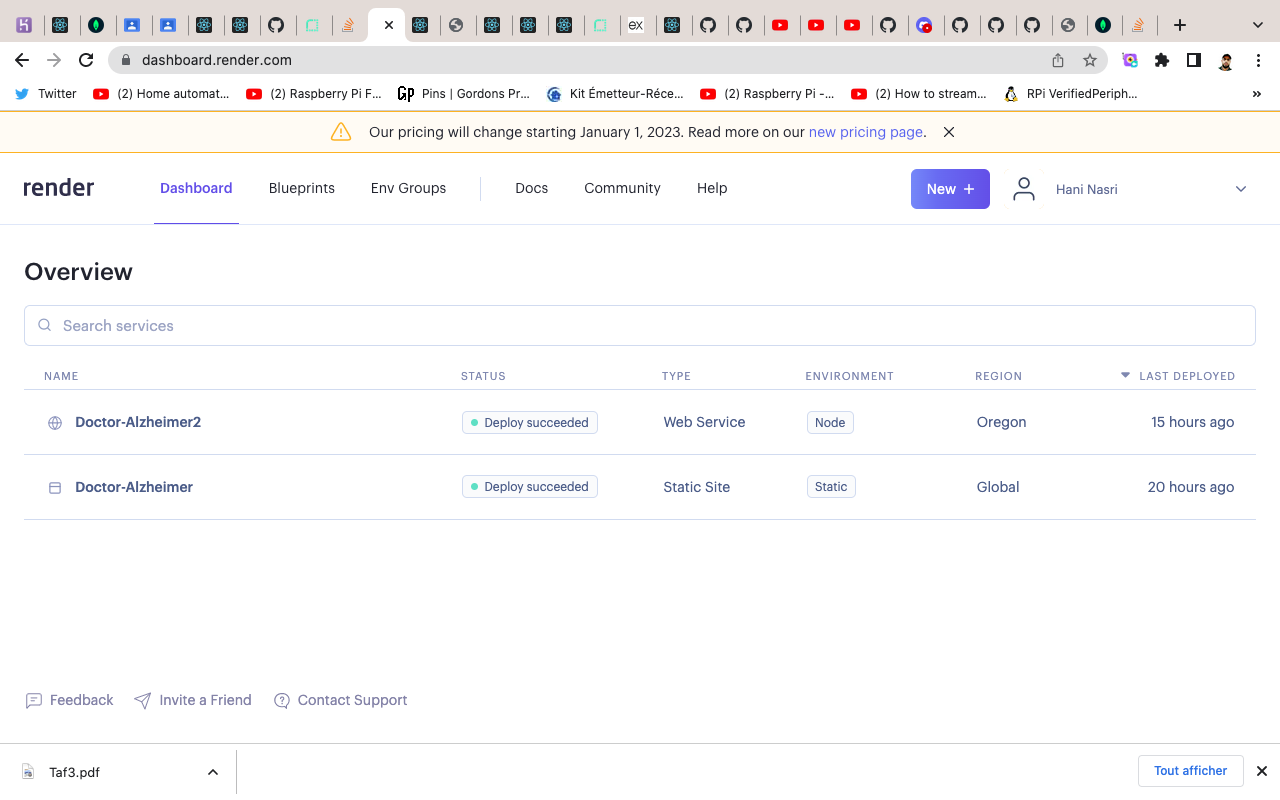 dashboard.render.com
Twitter (2) Home automat... (2) Raspberry Pi F... Pins | Gordons Pr... Kit Émetteur-Réce... (2) Raspberry Pi -... (2) How to stream... RPi VerifiedPeriph... »
Our pricing will change starting January 1, 2023. Read more on our new pricing page.
render Dashboard Blueprints Env Groups Docs Community Help New + Hani Nasri
Overview
Search services
NAME STATUS TYPE ENVIRONMENT REGION LAST DEPLOYED
Doctor-Alzheimer2 Deploy succeeded Web Service Node Oregon 15 hours ago
Doctor-Alzheimer Deploy succeeded Static Site Static Global 20 hours ago
Feedback Invite a Friend Contact Support
Taf3.pdf Tout afficher